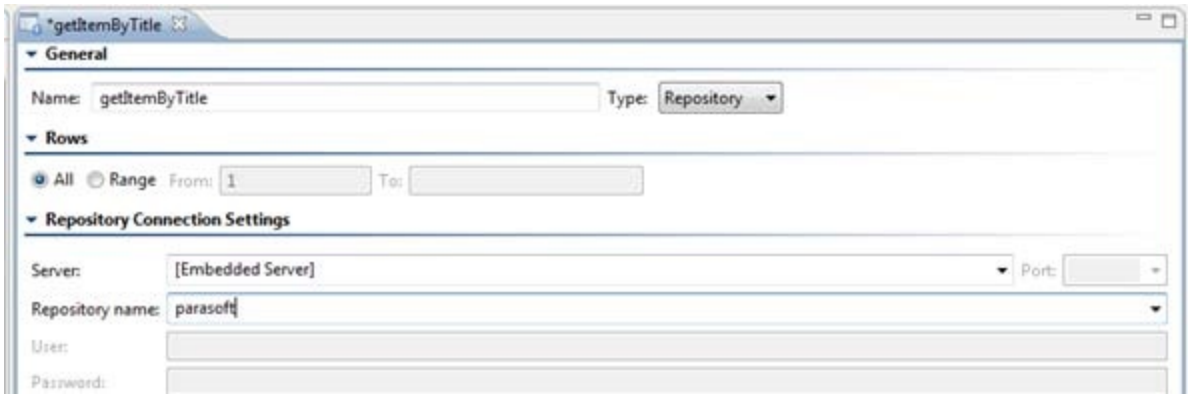 *getItemByTitle
General
Name: getItemByTitle Type: Repository
Rows
All Range From: 1 To:
Repository Connection Settings
Server: [Embedded Server] Port:
Repository name: parasoft
User:
Password: